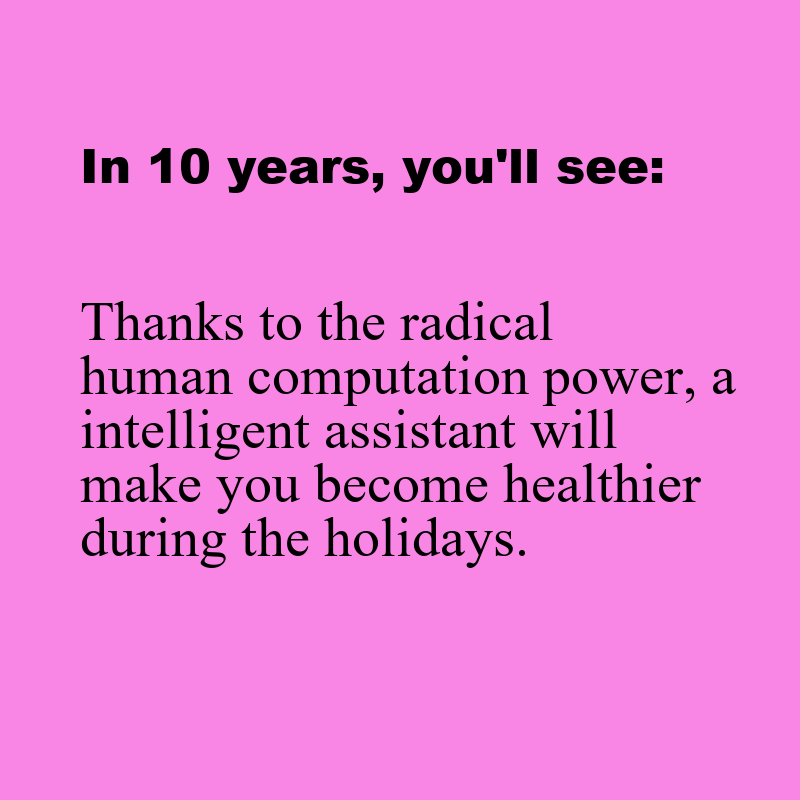 In 10 years, you'll see:
Thanks to the radical
human computation power, a
intelligent assistant will
make you become healthier
during the holidays.